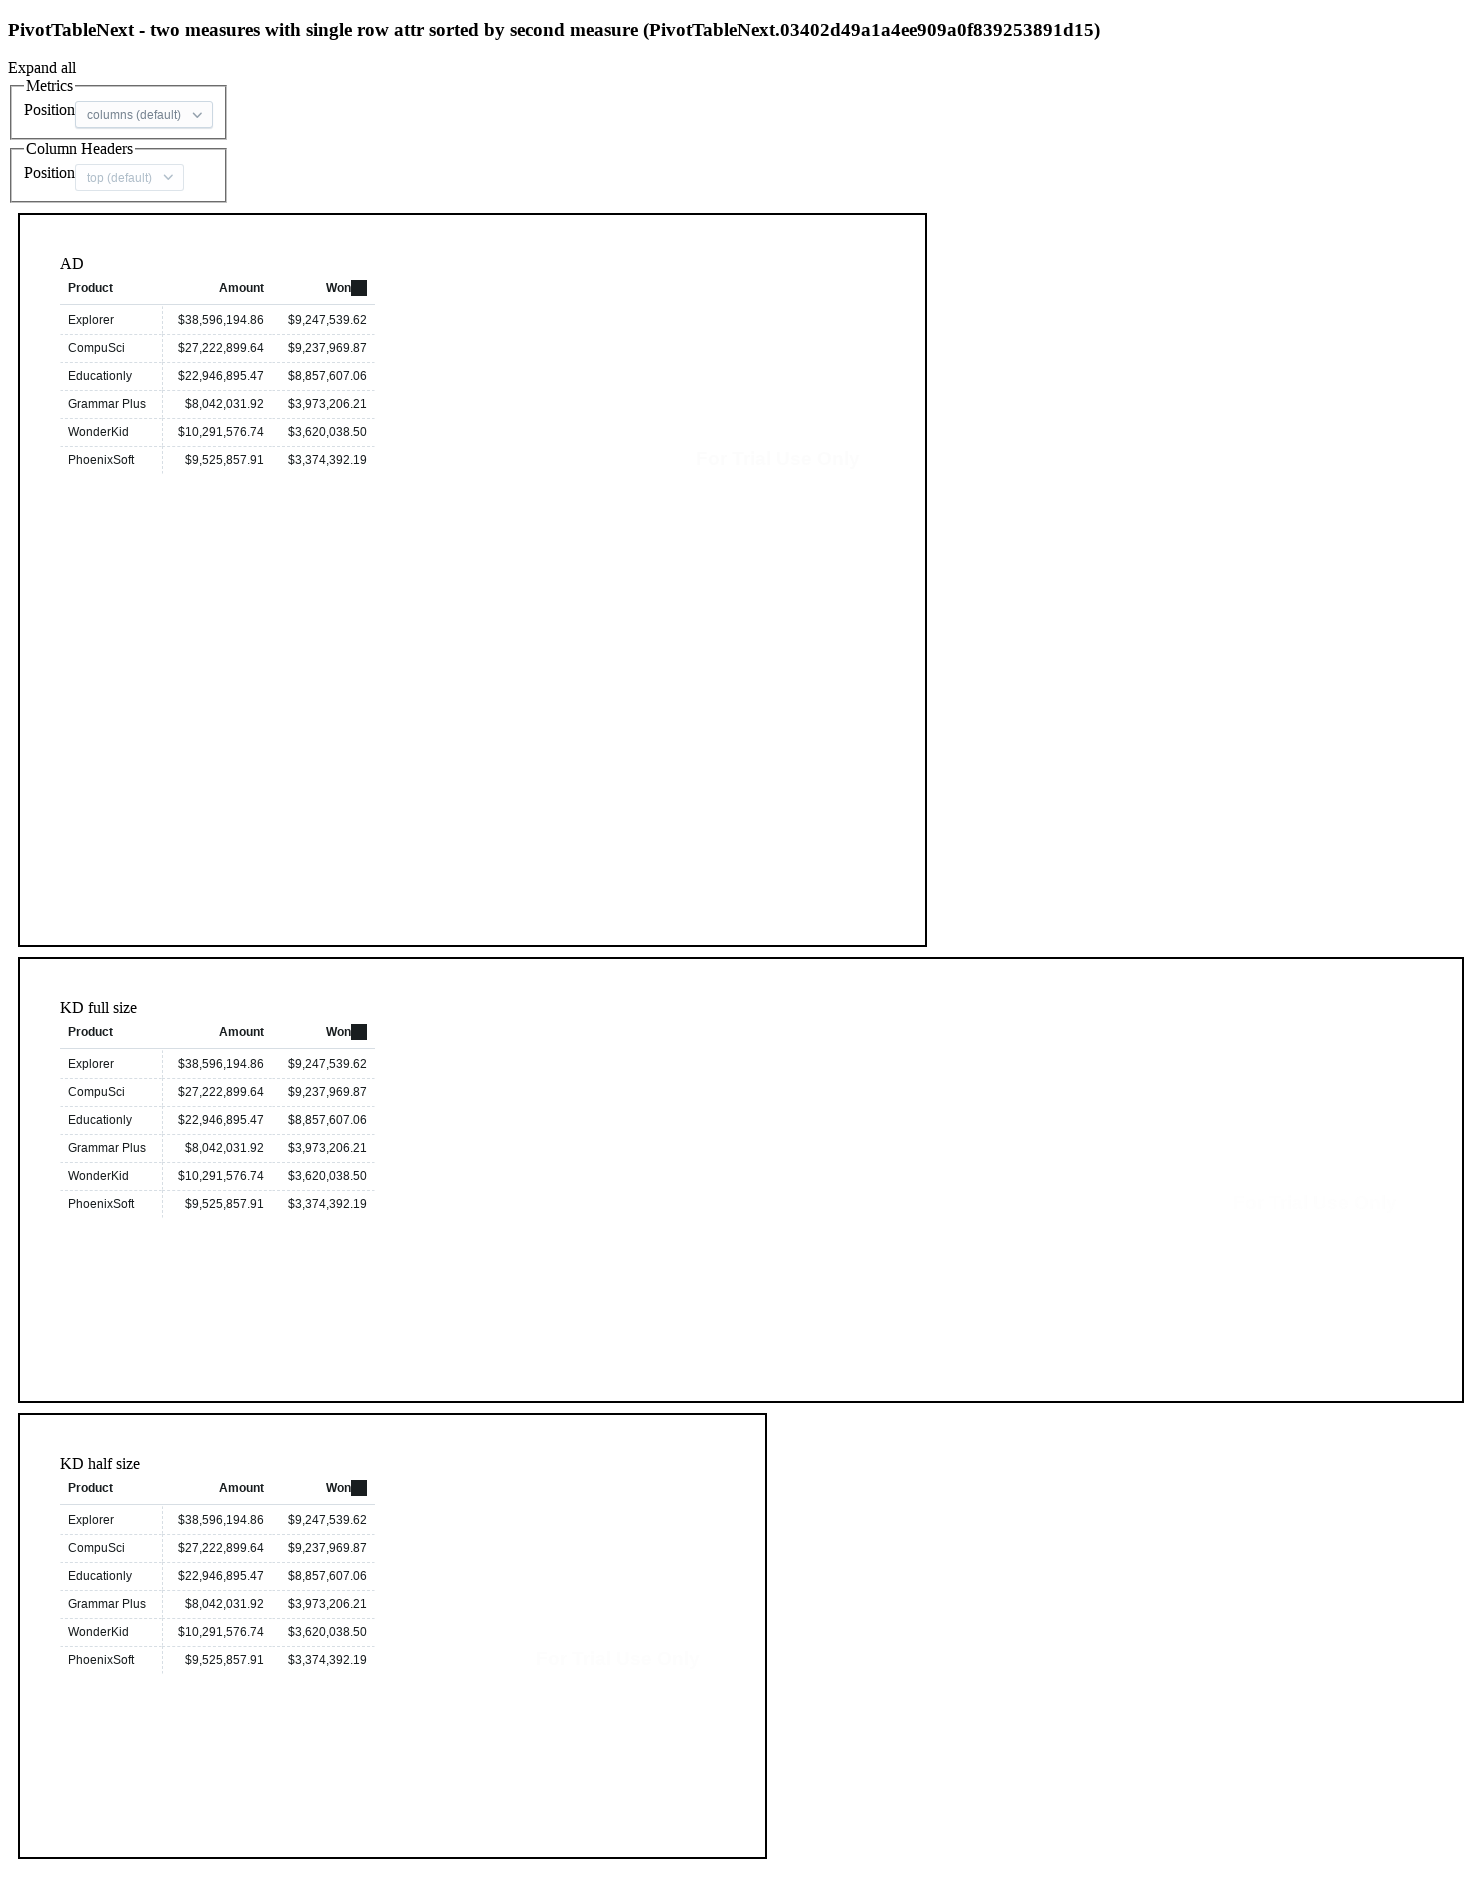 PivotTableNext - two measures with single row attr sorted by second measure (PivotTableNext.03402d49a1a4ee909a0f839253891d15)
Expand all
Metrics
Position columns (default)
Column Headers
Position top (default)
AD
Product Amount Won
Explorer $38,596,194.86 $9,247,539.62
CompuSci $27,222,899.64 $9,237,969.87
Educationly $22,946,895.47 $8,857,607.06
Grammar Plus $8,042,031.92 $3,973,206.21
WonderKid $10,291,576.74 $3,620,038.50
PhoenixSoft $9,525,857.91 $3,374,392.19
For Trial Use Only
KD full size
Product Amount Won
Explorer $38,596,194.86 $9,247,539.62
CompuSci $27,222,899.64 $9,237,969.87
Educationly $22,946,895.47 $8,857,607.06
Grammar Plus $8,042,031.92 $3,973,206.21
WonderKid $10,291,576.74 $3,620,038.50
PhoenixSoft $9,525,857.91 $3,374,392.19
KD half size
Product Amount Won
Explorer $38,596,194.86 $9,247,539.62
CompuSci $27,222,899.64 $9,237,969.87
Educationly $22,946,895.47 $8,857,607.06
Grammar Plus $8,042,031.92 $3,973,206.21
WonderKid $10,291,576.74 $3,620,038.50
PhoenixSoft $9,525,857.91 $3,374,392.19